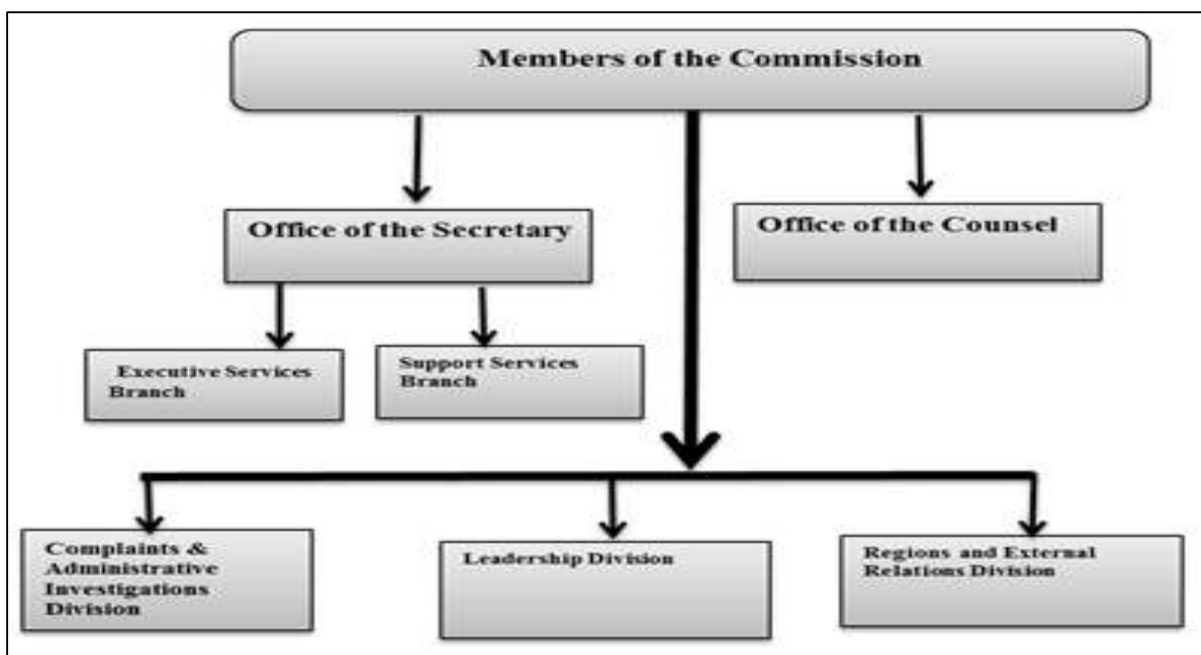 Members of the Commission
Office of the Secretary
Office of the Counsel
Executive Services
Branch
Support Services
Branch
Complaints &
Administrative
Investigations
Division
Leadership Division
Regions and External
Relations Division